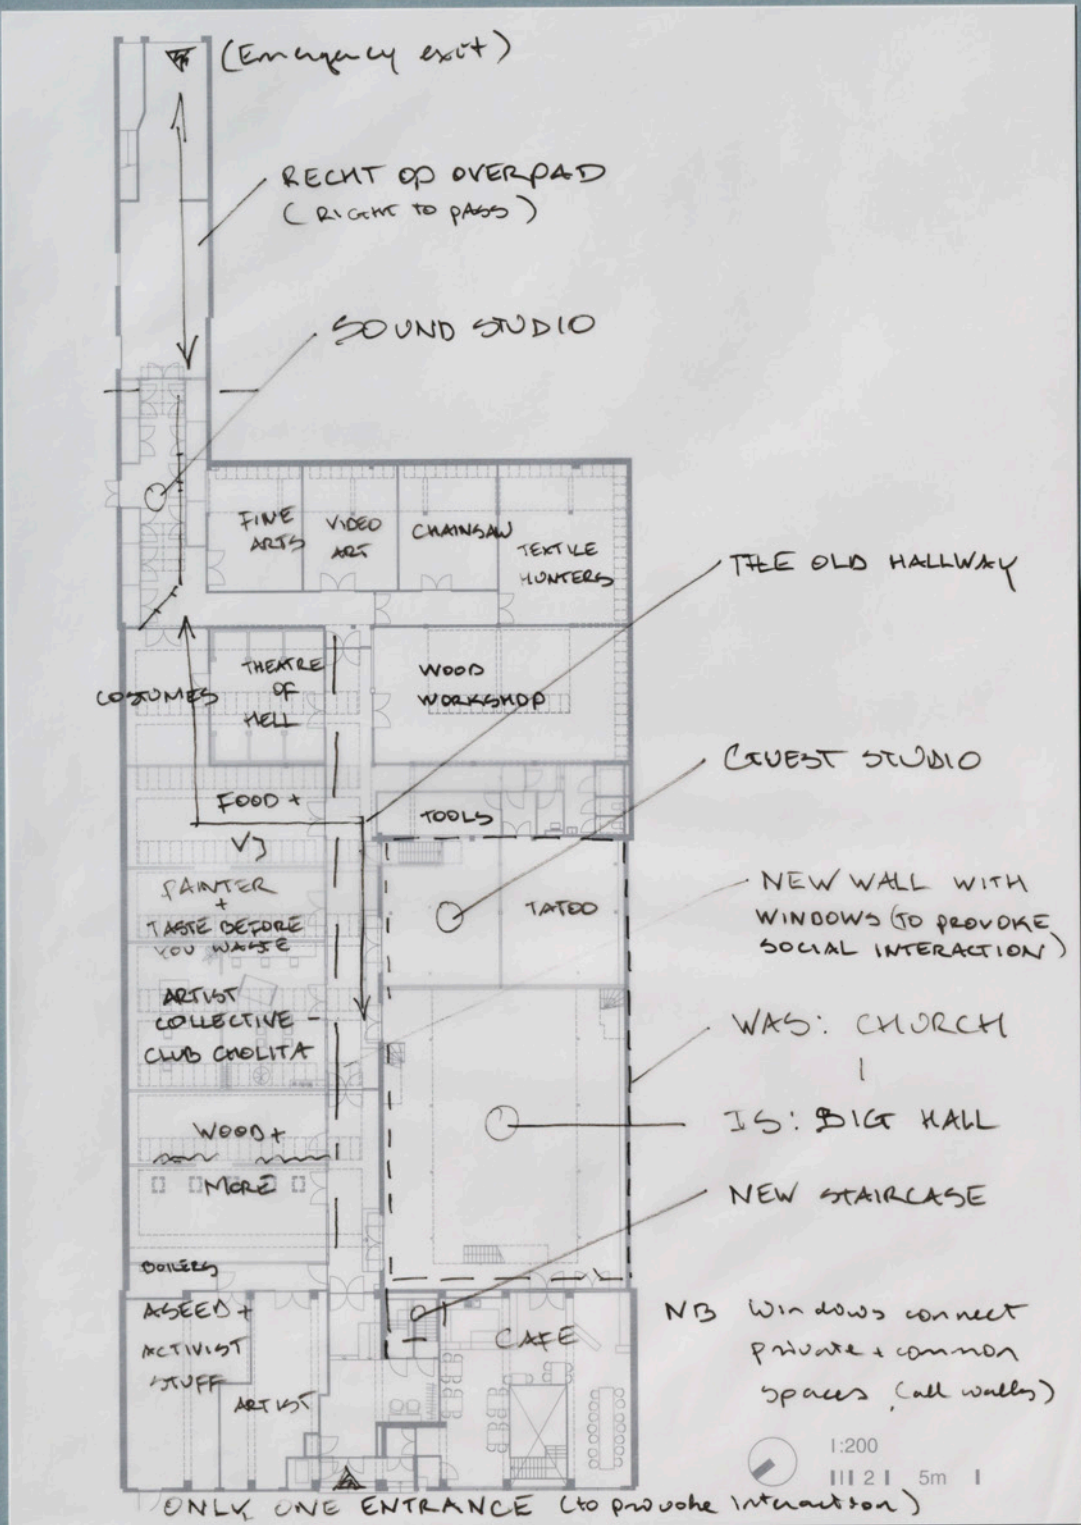 (Emergency exit)
RECHT OP OVERPAD
(RIGHT TO PASS)
SOUND STUDIO
FINE
ARTS
VIDEO
ART
CHAINSAW
TEXTILE
HUNTERS
THE OLD HALLWAY
COSTUMES
THEATRE
OF
HELL
WOOD
WORKSHOP
GUEST STUDIO
FOOD +
VJ
TOOLS
PAINTER
+
TASTE BEFORE
YOU WASTE
TATOO
NEW WALL WITH
WINDOWS (TO PROVOKE
SOCIAL INTERACTION)
ARTIST
COLLECTIVE -
CLUB CHOLITA
WAS: CHURCH
IS: BIG HALL
WOOD +
MORE
NEW STAIRCASE
BOILERS
ASEED +
ACTIVIST
STUFF
ARTIST
CAFE
NB Windows connect
private + common
spaces (all walls)
1:200
1 2 5m
ONLY ONE ENTRANCE (to provoke interaction)